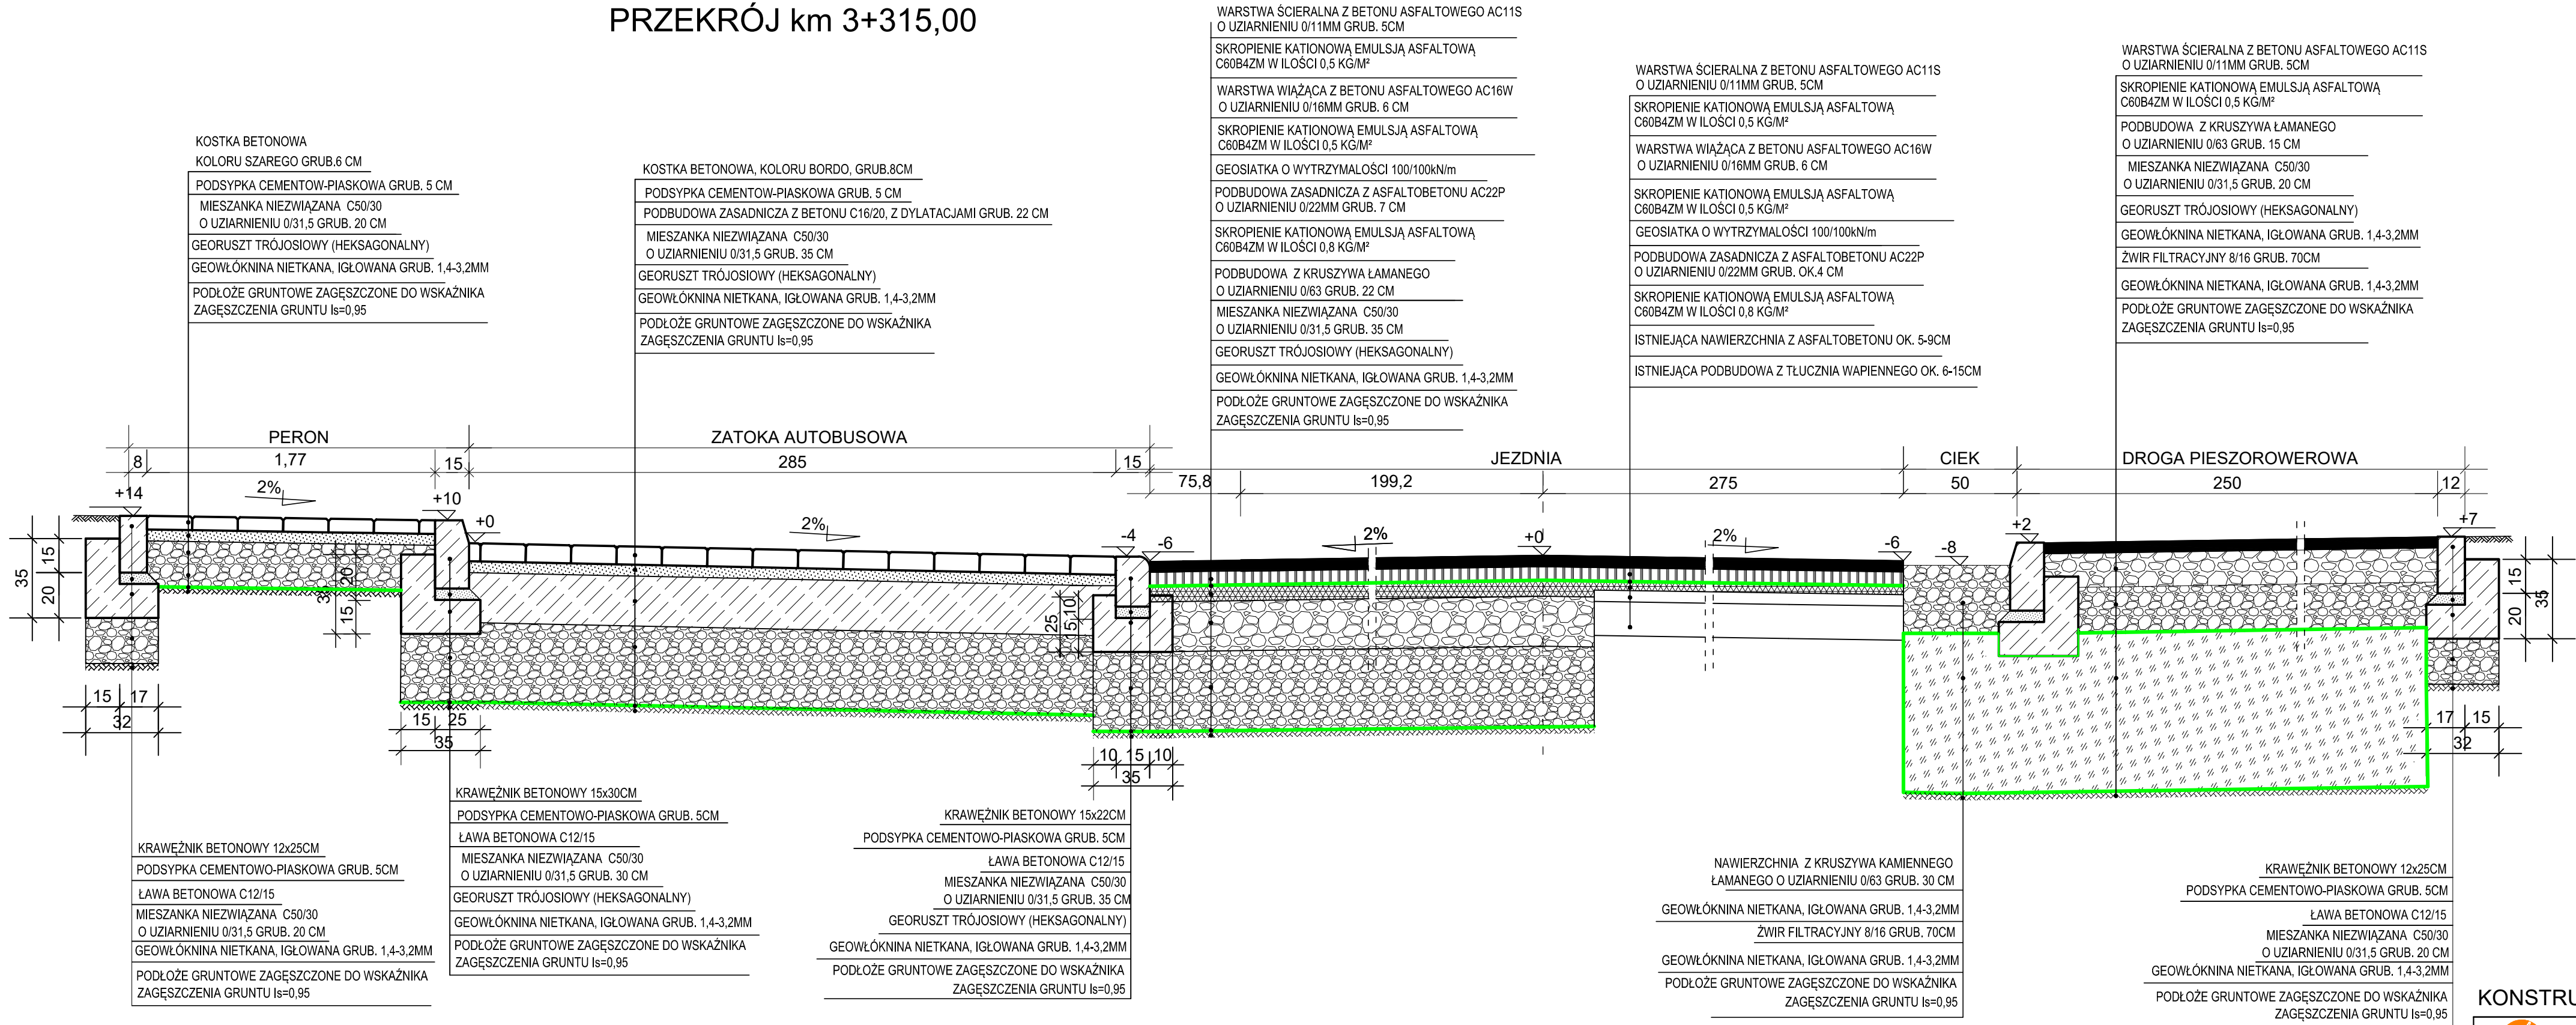 PRZEKRÓJ km 3+315,00
KOSTKA BETONOWA
KOLORU SZAREGO GRUB.6 CM
PODSYPKA CEMENTOW-PIASKOWA GRUB. 5 CM
MIESZANKA NIEZWIĄZANA C50/30
O UZIARNIENIU 0/31,5 GRUB. 20 CM
GEORUSZT TRÓJOSIOWY (HEKSAGONALNY)
GEOWŁÓKNINA NIETKANA, IGŁOWANA GRUB. 1,4-3,2MM
PODŁOŻE GRUNTOWE ZAGĘSZCZONE DO WSKAŹNIKA
ZAGĘSZCZENIA GRUNTU Is=0,95
KOSTKA BETONOWA, KOLORU BORDO, GRUB.8CM
PODSYPKA CEMENTOW-PIASKOWA GRUB. 5 CM
PODBUDOWA ZASADNICZA Z BETONU C16/20, Z DYLATACJAMI GRUB. 22 CM
MIESZANKA NIEZWIĄZANA C50/30
O UZIARNIENIU 0/31,5 GRUB. 35 CM
GEORUSZT TRÓJOSIOWY (HEKSAGONALNY)
GEOWŁÓKNINA NIETKANA, IGŁOWANA GRUB. 1,4-3,2MM
PODŁOŻE GRUNTOWE ZAGĘSZCZONE DO WSKAŹNIKA
ZAGĘSZCZENIA GRUNTU Is=0,95
WARSTWA ŚCIERALNA Z BETONU ASFALTOWEGO AC11S
O UZIARNIENIU 0/11MM GRUB. 5CM
SKROPIENIE KATIONOWĄ EMULSJĄ ASFALTOWĄ
C60B4ZM W ILOŚCI 0,5 KG/M²
WARSTWA WIĄŻĄCA Z BETONU ASFALTOWEGO AC16W
O UZIARNIENIU 0/16MM GRUB. 6 CM
SKROPIENIE KATIONOWĄ EMULSJĄ ASFALTOWĄ
C60B4ZM W ILOŚCI 0,5 KG/M²
GEOSIATKA O WYTRZYMALOŚCI 100/100kN/m
PODBUDOWA ZASADNICZA Z ASFALTOBETONU AC22P
O UZIARNIENIU 0/22MM GRUB. 7 CM
SKROPIENIE KATIONOWĄ EMULSJĄ ASFALTOWĄ
C60B4ZM W ILOŚCI 0,8 KG/M²
PODBUDOWA Z KRUSZYWA ŁAMANEGO
O UZIARNIENIU 0/63 GRUB. 22 CM
MIESZANKA NIEZWIĄZANA C50/30
O UZIARNIENIU 0/31,5 GRUB. 35 CM
GEORUSZT TRÓJOSIOWY (HEKSAGONALNY)
GEOWŁÓKNINA NIETKANA, IGŁOWANA GRUB. 1,4-3,2MM
PODŁOŻE GRUNTOWE ZAGĘSZCZONE DO WSKAŹNIKA
ZAGĘSZCZENIA GRUNTU Is=0,95
WARSTWA ŚCIERALNA Z BETONU ASFALTOWEGO AC11S
O UZIARNIENIU 0/11MM GRUB. 5CM
SKROPIENIE KATIONOWĄ EMULSJĄ ASFALTOWĄ
C60B4ZM W ILOŚCI 0,5 KG/M²
WARSTWA WIĄŻĄCA Z BETONU ASFALTOWEGO AC16W
O UZIARNIENIU 0/16MM GRUB. 6 CM
SKROPIENIE KATIONOWĄ EMULSJĄ ASFALTOWĄ
C60B4ZM W ILOŚCI 0,5 KG/M²
GEOSIATKA O WYTRZYMALOŚCI 100/100kN/m
PODBUDOWA ZASADNICZA Z ASFALTOBETONU AC22P
O UZIARNIENIU 0/22MM GRUB. OK.4 CM
SKROPIENIE KATIONOWĄ EMULSJĄ ASFALTOWĄ
C60B4ZM W ILOŚCI 0,8 KG/M²
ISTNIEJĄCA NAWIERZCHNIA Z ASFALTOBETONU OK. 5-9CM
ISTNIEJĄCA PODBUDOWA Z TŁUCZNIA WAPIENNEGO OK. 6-15CM
WARSTWA ŚCIERALNA Z BETONU ASFALTOWEGO AC11S
O UZIARNIENIU 0/11MM GRUB. 5CM
SKROPIENIE KATIONOWĄ EMULSJĄ ASFALTOWĄ
C60B4ZM W ILOŚCI 0,5 KG/M²
PODBUDOWA Z KRUSZYWA ŁAMANEGO
O UZIARNIENIU 0/63 GRUB. 15 CM
MIESZANKA NIEZWIĄZANA C50/30
O UZIARNIENIU 0/31,5 GRUB. 20 CM
GEORUSZT TRÓJOSIOWY (HEKSAGONALNY)
GEOWŁÓKNINA NIETKANA, IGŁOWANA GRUB. 1,4-3,2MM
ŻWIR FILTRACYJNY 8/16 GRUB. 70CM
GEOWŁÓKNINA NIETKANA, IGŁOWANA GRUB. 1,4-3,2MM
PODŁOŻE GRUNTOWE ZAGĘSZCZONE DO WSKAŹNIKA
ZAGĘSZCZENIA GRUNTU Is=0,95
PERON ZATOKA AUTOBUSOWA JEZDNIA CIEK DROGA PIESZOROWEROWA
8 1,77 15 285 15 75,8 199,2 275 50 250 12
+14 2% +10 +0 2% -4 -6 2% +0 2% -6 -8 +2 +7
35 15 20
20 15
25 10 15
15 20 35
15 17
32
15 25
35
10 15 10
35
17 15
32
KRAWĘŻNIK BETONOWY 12x25CM
PODSYPKA CEMENTOWO-PIASKOWA GRUB. 5CM
ŁAWA BETONOWA C12/15
MIESZANKA NIEZWIĄZANA C50/30
O UZIARNIENIU 0/31,5 GRUB. 20 CM
GEOWŁÓKNINA NIETKANA, IGŁOWANA GRUB. 1,4-3,2MM
PODŁOŻE GRUNTOWE ZAGĘSZCZONE DO WSKAŹNIKA
ZAGĘSZCZENIA GRUNTU Is=0,95
KRAWĘŻNIK BETONOWY 15x30CM
PODSYPKA CEMENTOWO-PIASKOWA GRUB. 5CM
ŁAWA BETONOWA C12/15
MIESZANKA NIEZWIĄZANA C50/30
O UZIARNIENIU 0/31,5 GRUB. 30 CM
GEORUSZT TRÓJOSIOWY (HEKSAGONALNY)
GEOWŁÓKNINA NIETKANA, IGŁOWANA GRUB. 1,4-3,2MM
PODŁOŻE GRUNTOWE ZAGĘSZCZONE DO WSKAŹNIKA
ZAGĘSZCZENIA GRUNTU Is=0,95
KRAWĘŻNIK BETONOWY 15x22CM
PODSYPKA CEMENTOWO-PIASKOWA GRUB. 5CM
ŁAWA BETONOWA C12/15
MIESZANKA NIEZWIĄZANA C50/30
O UZIARNIENIU 0/31,5 GRUB. 35 CM
GEORUSZT TRÓJOSIOWY (HEKSAGONALNY)
GEOWŁÓKNINA NIETKANA, IGŁOWANA GRUB. 1,4-3,2MM
PODŁOŻE GRUNTOWE ZAGĘSZCZONE DO WSKAŹNIKA
ZAGĘSZCZENIA GRUNTU Is=0,95
NAWIERZCHNIA Z KRUSZYWA KAMIENNEGO
ŁAMANEGO O UZIARNIENIU 0/63 GRUB. 30 CM
GEOWŁÓKNINA NIETKANA, IGŁOWANA GRUB. 1,4-3,2MM
ŻWIR FILTRACYJNY 8/16 GRUB. 70CM
GEOWŁÓKNINA NIETKANA, IGŁOWANA GRUB. 1,4-3,2MM
PODŁOŻE GRUNTOWE ZAGĘSZCZONE DO WSKAŹNIKA
ZAGĘSZCZENIA GRUNTU Is=0,95
KRAWĘŻNIK BETONOWY 12x25CM
PODSYPKA CEMENTOWO-PIASKOWA GRUB. 5CM
ŁAWA BETONOWA C12/15
MIESZANKA NIEZWIĄZANA C50/30
O UZIARNIENIU 0/31,5 GRUB. 20 CM
GEOWŁÓKNINA NIETKANA, IGŁOWANA GRUB. 1,4-3,2MM
PODŁOŻE GRUNTOWE ZAGĘSZCZONE DO WSKAŹNIKA
ZAGĘSZCZENIA GRUNTU Is=0,95
KONSTRU